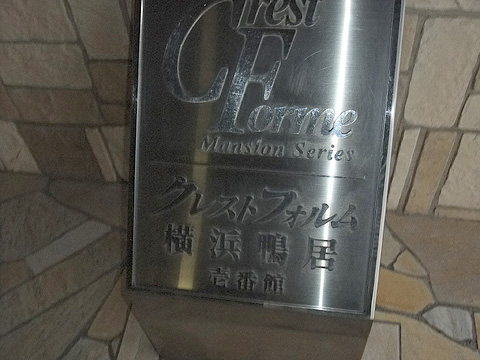 Crest
Forme
Mansion Series
クレストフォルム
横浜鴨居
壱番館